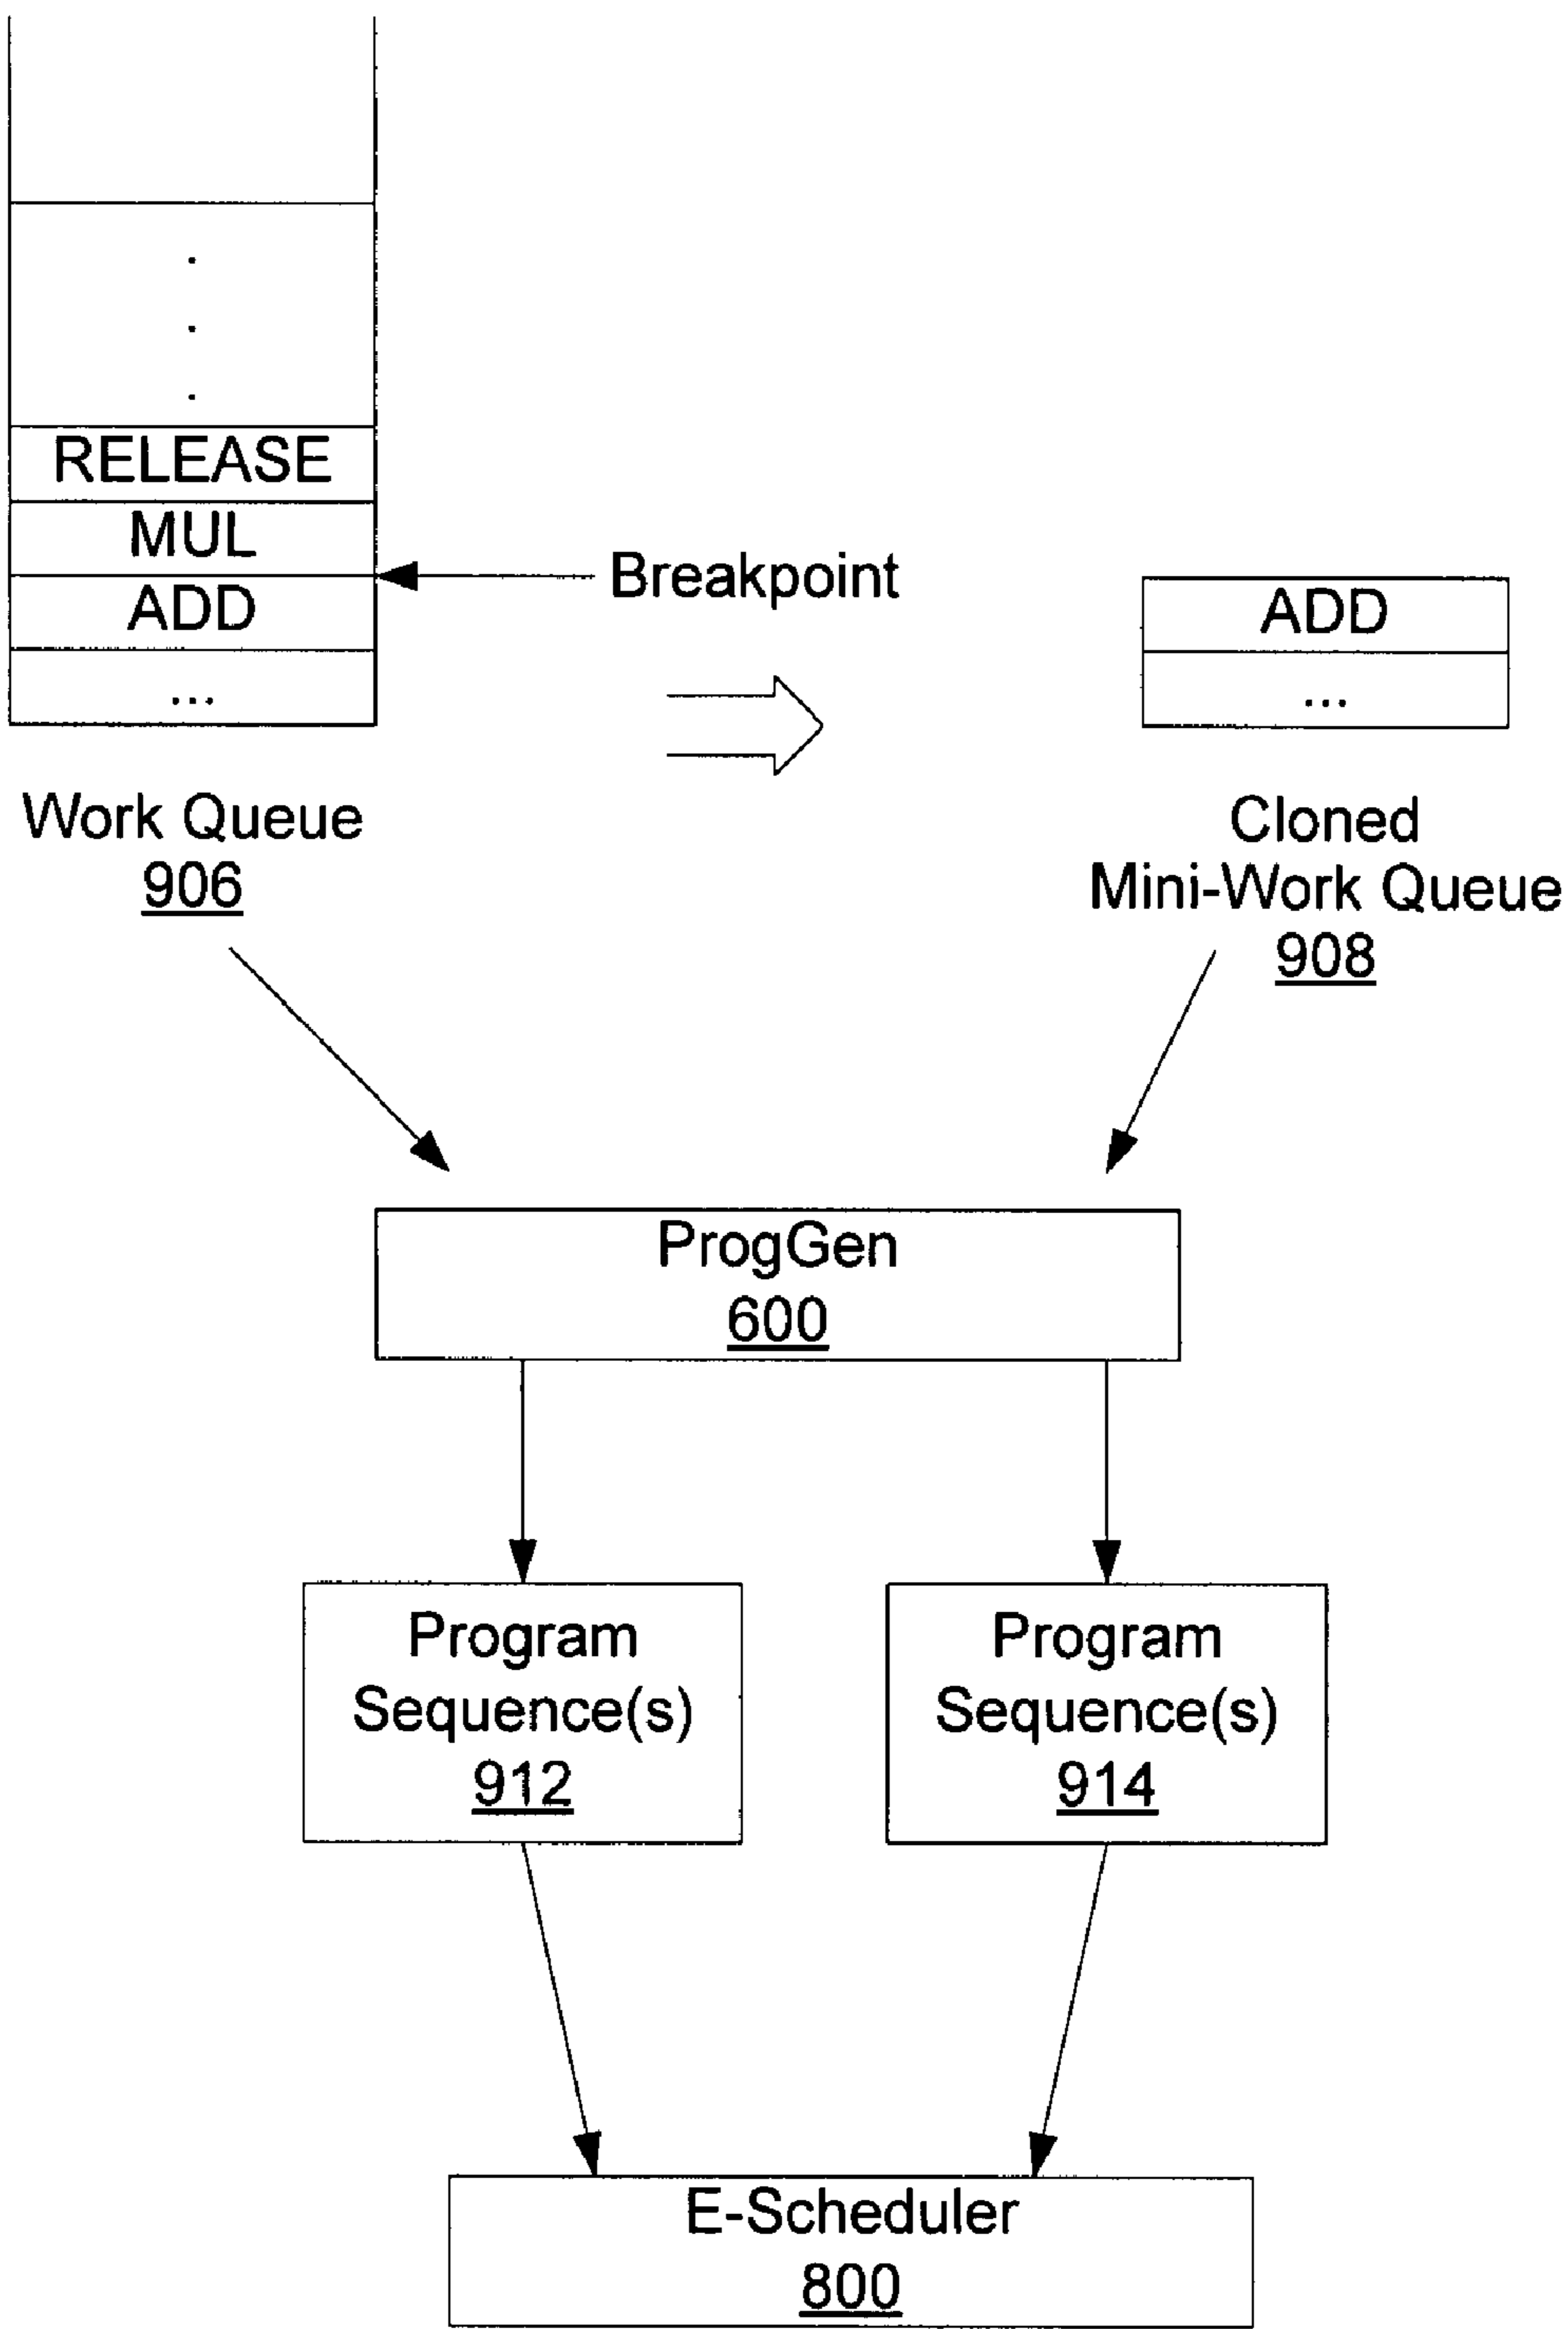 RELEASE
MUL
ADD
...
Breakpoint
ADD
...
Work Queue
906
Cloned
Mini-Work Queue
908
ProgGen
600
Program
Sequence(s)
912
Program
Sequence(s)
914
E-Scheduler
800